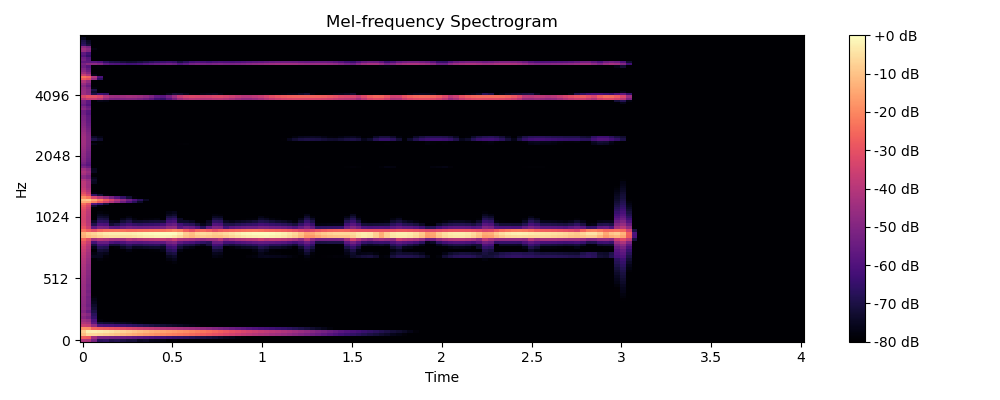 Mel-frequency Spectrogram
Hz
4096
2048
1024
512
0
0 0.5 1 1.5 2 2.5 3 3.5 4
Time
+0 dB
-10 dB
-20 dB
-30 dB
-40 dB
-50 dB
-60 dB
-70 dB
-80 dB